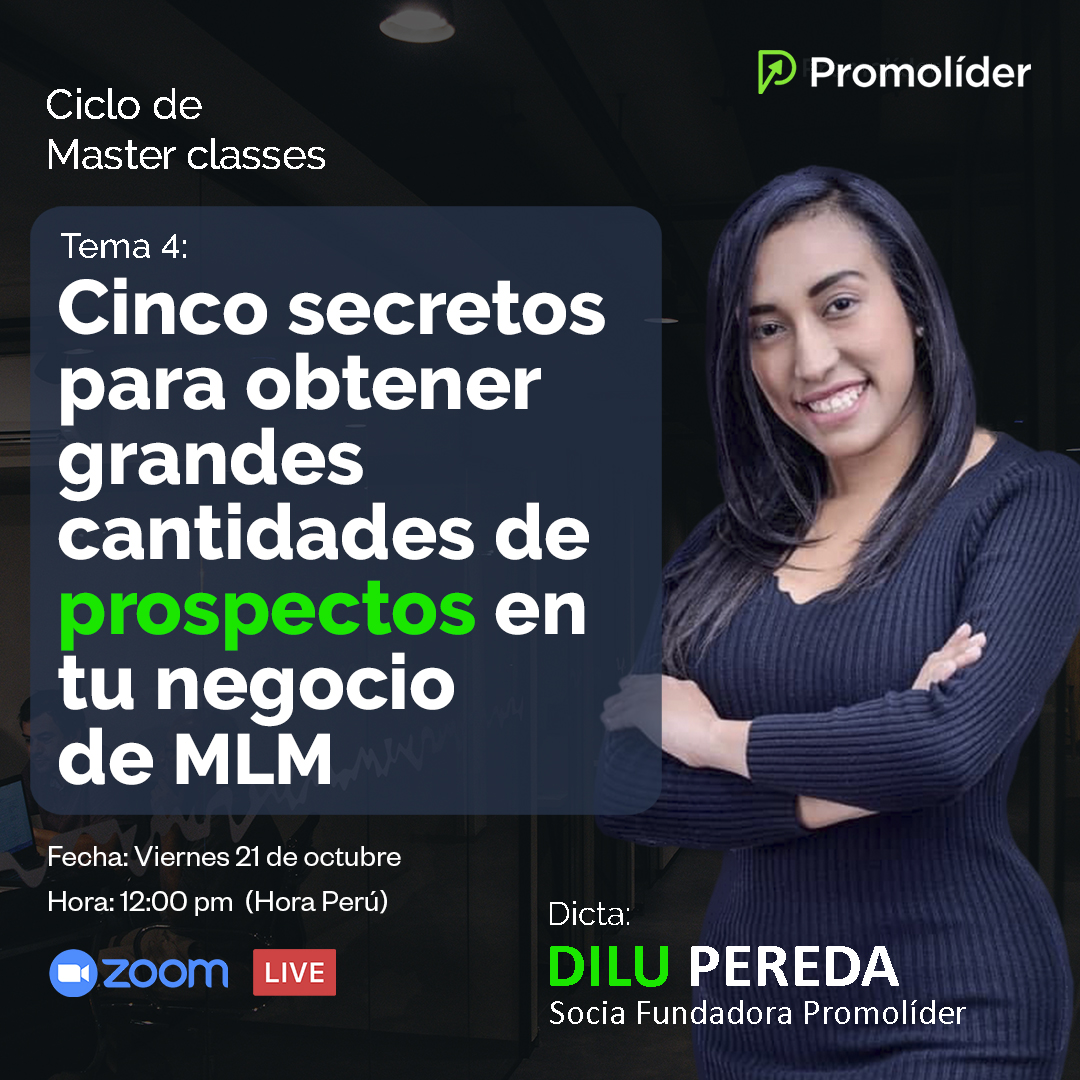 Promolíder
Ciclo de
Master classes
Tema 4:
Cinco secretos
para obtener
grandes
cantidades de
prospectos en
tu negocio
de MLM
Fecha: Viernes 21 de octubre
Hora: 12:00 pm (Hora Perú)
zoom LIVE
Dicta:
DILU PEREDA
Socia Fundadora Promolíder